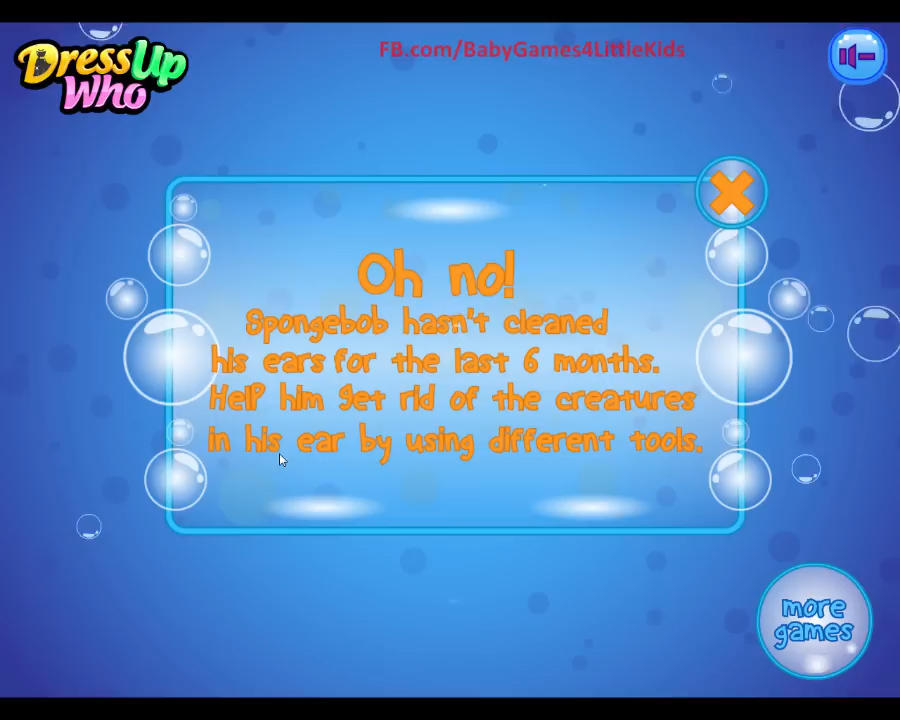 DressUp
Who
FB.com/BabyGames4LittleKids
Oh no!
Spongebob hasn't cleaned
his ears for the last 6 months.
Help him get rid of the creatures
in his ear by using different tools.
more
games